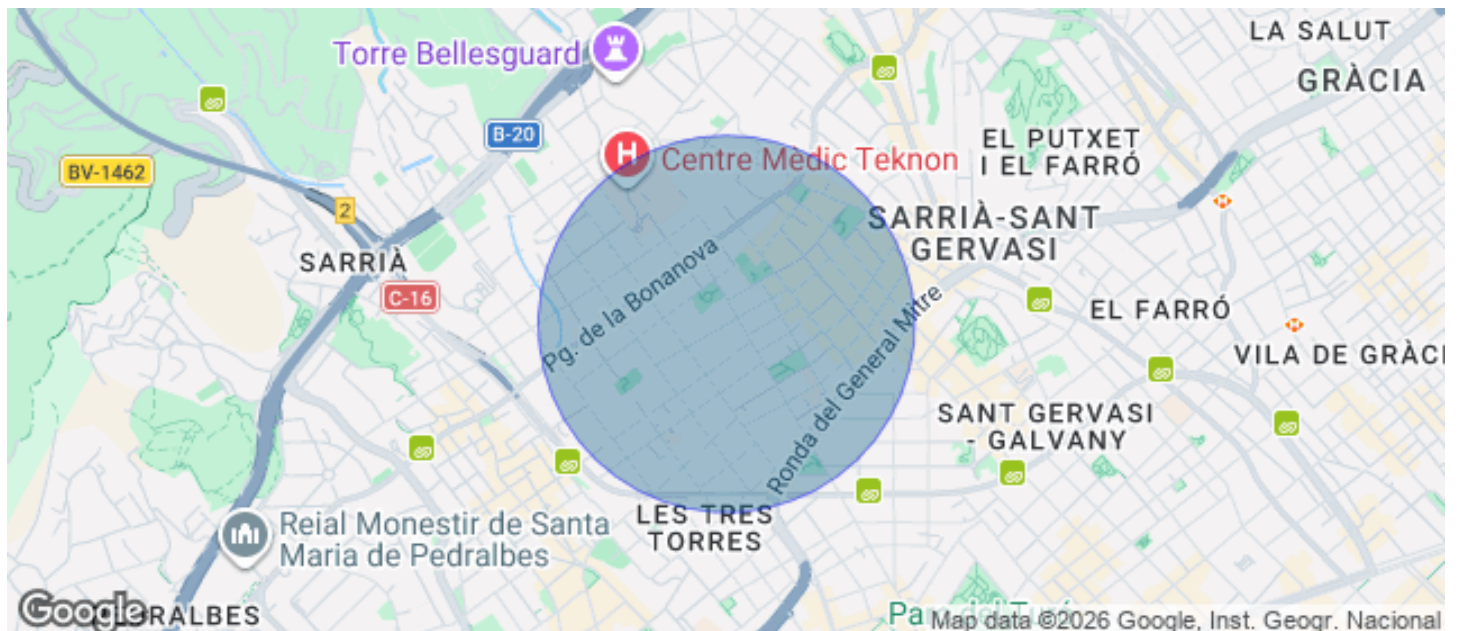 LA SALUT
Torre Bellesguard
GRÀCIA
B-20
EL PUTXET
I EL FARRÓ
Centre Mèdic Teknon
BV-1462
2
SARRIÀ-SANT
GERVASI
SARRIÀ
C-16
Pg. de la Bonanova
EL FARRÓ
Ronda del General Mitre
VILA DE GRÀCI
SANT GERVASI
- GALVANY
LES TRES
TORRES
Reial Monestir de Santa
Maria de Pedralbes
Google
Map data ©2026 Google, Inst. Geogr. Nacional